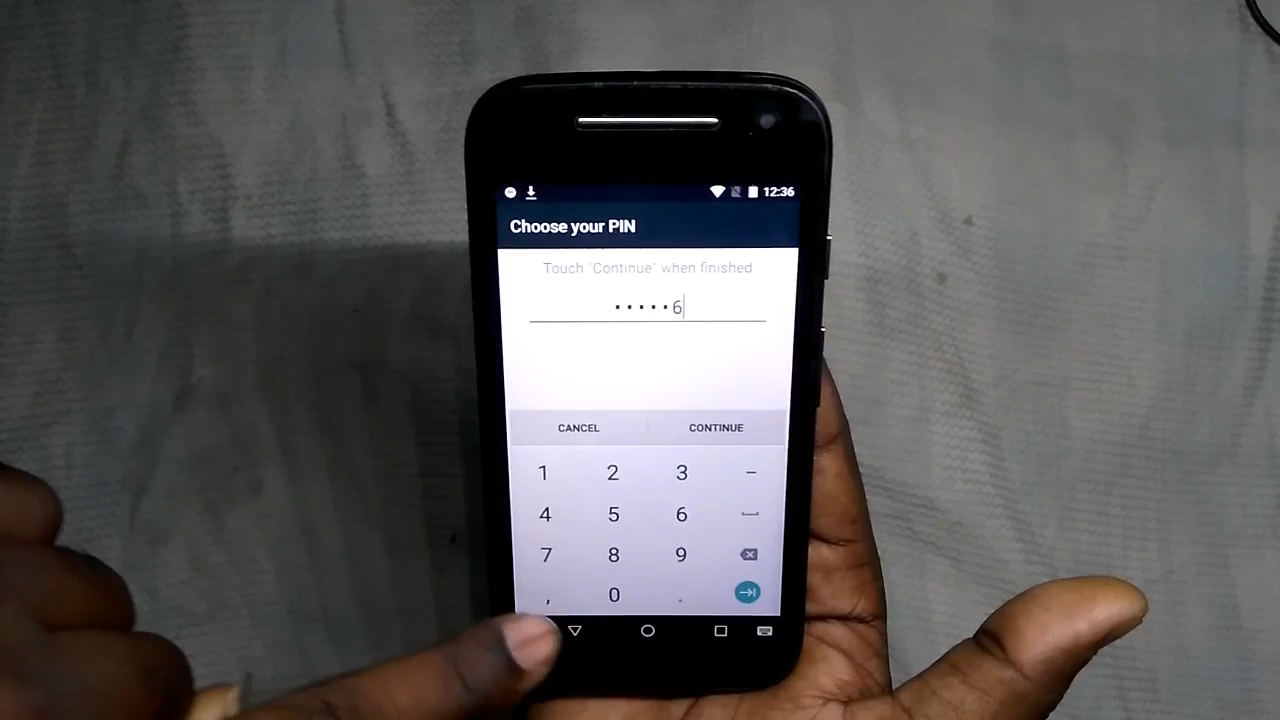 12:36
Choose your PIN
Touch "Continue" when finished
•••••6
CANCEL CONTINUE
1 2 3 –
4 5 6
7 8 9
, 0 .